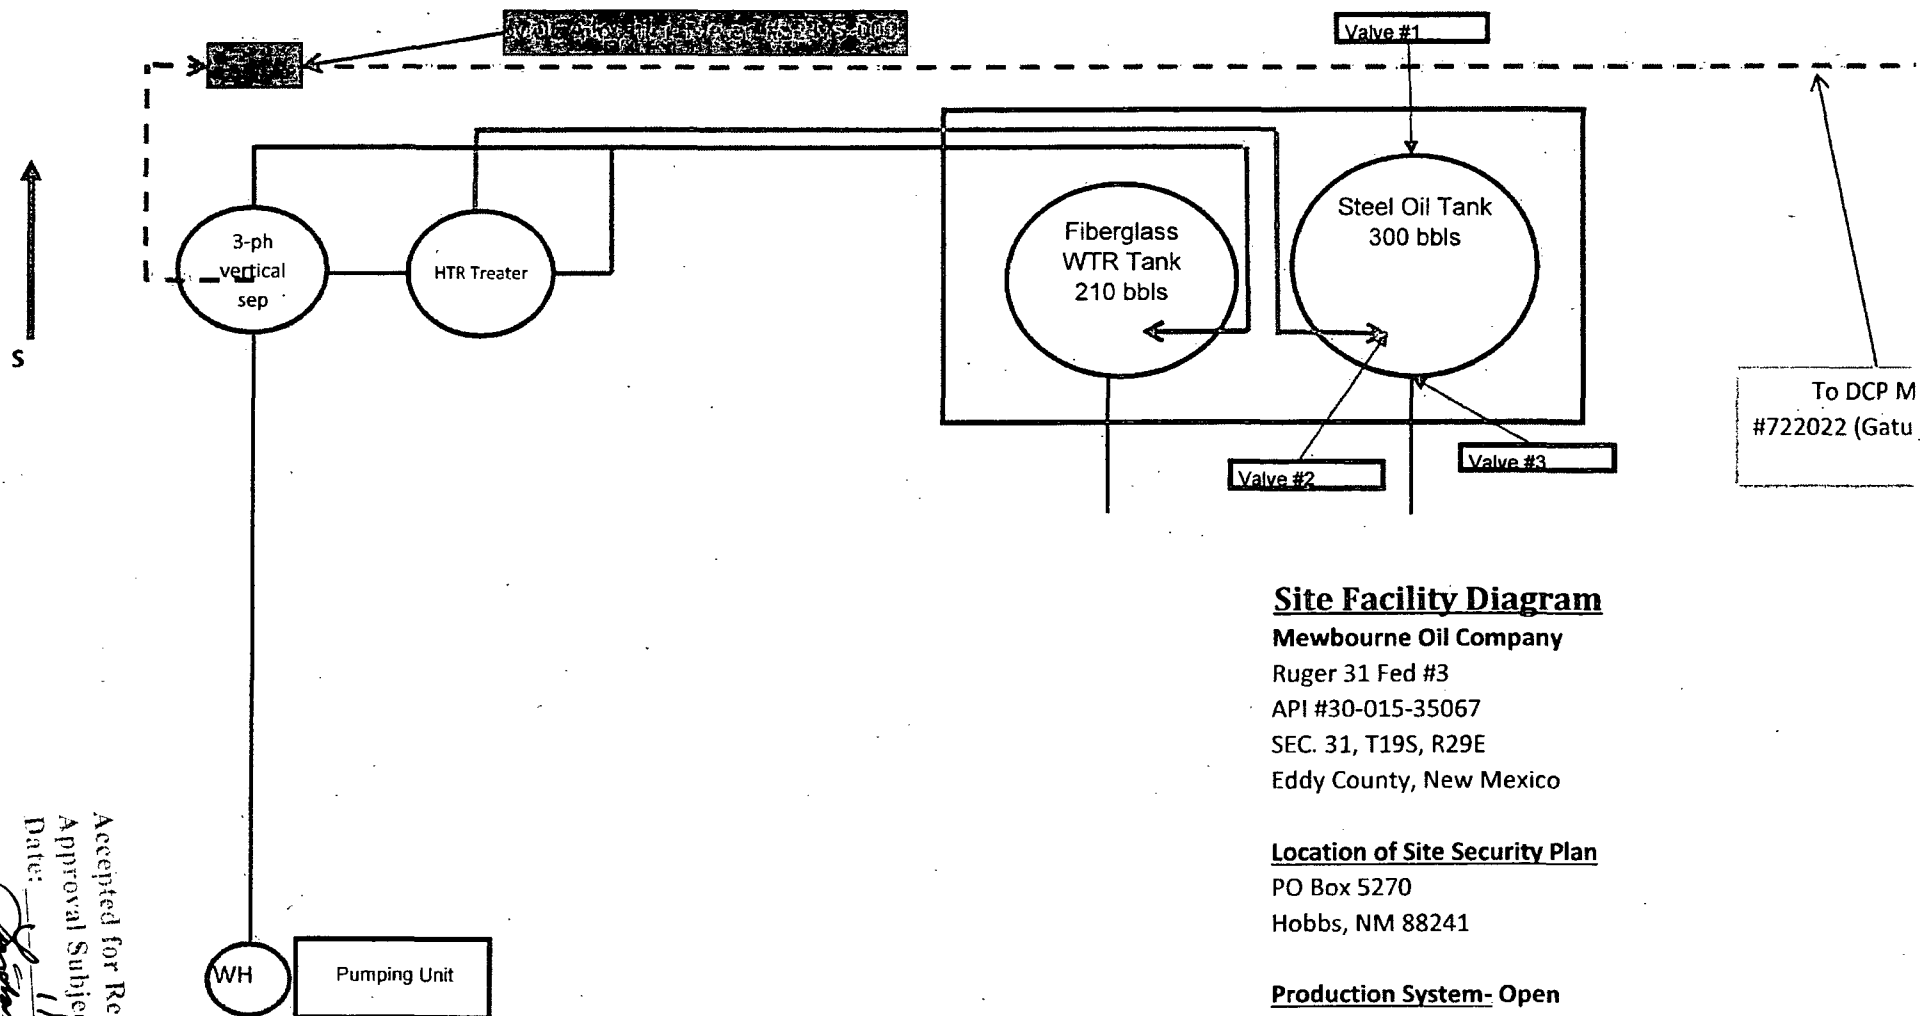 Valve #1
Steel Oil Tank
300 bbls
Fiberglass
WTR Tank
210 bbls
3-ph
vertical
sep
HTR Treater
S
To DCP M
#722022 (Gatu
Valve #2
Valve #3
Site Facility Diagram
Mewbourne Oil Company
Ruger 31 Fed #3
API #30-015-35067
SEC. 31, T19S, R29E
Eddy County, New Mexico
Location of Site Security Plan
PO Box 5270
Hobbs, NM 88241
Production System- Open
WH
Pumping Unit
Accepted for Re
Approval Subje
Date: